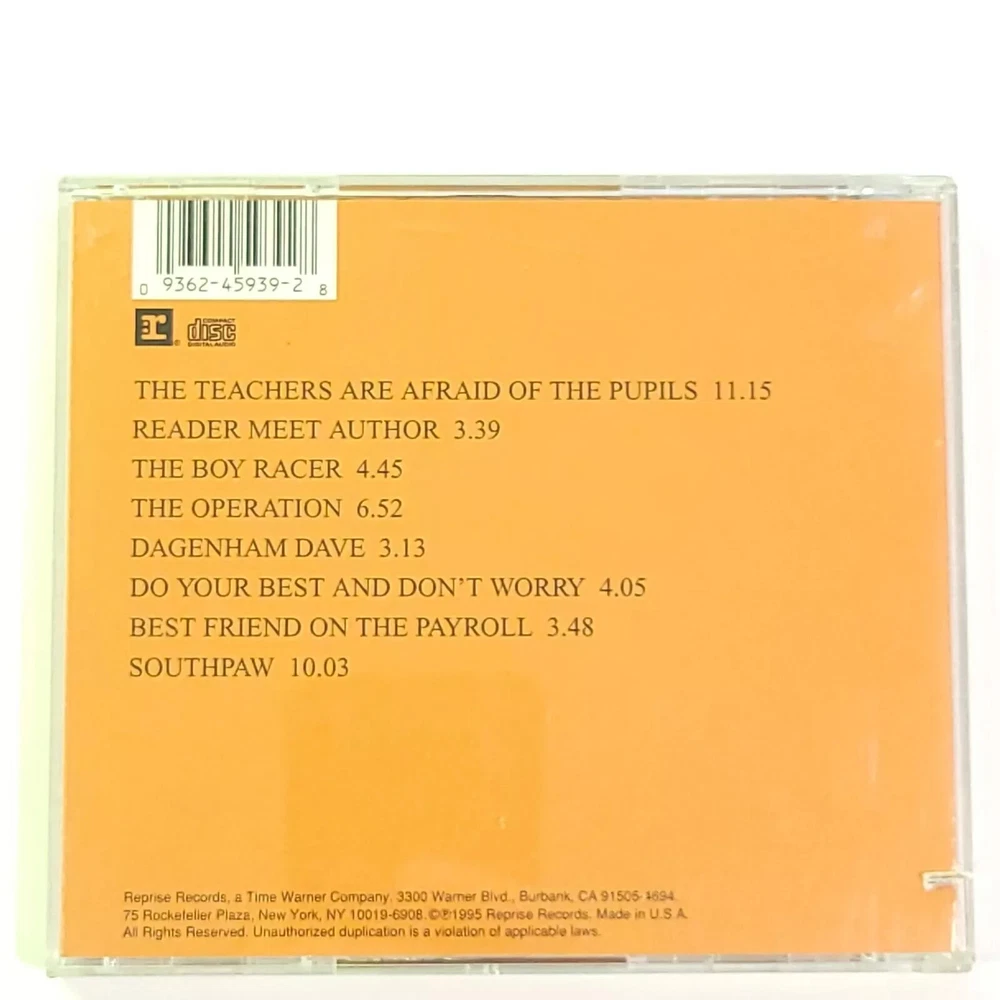 0 9362-45939-2 8
r ® COMPACT disc DIGITAL AUDIO
THE TEACHERS ARE AFRAID OF THE PUPILS 11.15
READER MEET AUTHOR 3.39
THE BOY RACER 4.45
THE OPERATION 6.52
DAGENHAM DAVE 3.13
DO YOUR BEST AND DON'T WORRY 4.05
BEST FRIEND ON THE PAYROLL 3.48
SOUTHPAW 10.03
Reprise Records, a Time Warner Company. 3300 Warner Blvd., Burbank, CA 91505-4694.
75 Rockefeller Plaza, New York, NY 10019-6908. ©℗1995 Reprise Records. Made in U.S.A.
All Rights Reserved. Unauthorized duplication is a violation of applicable laws.